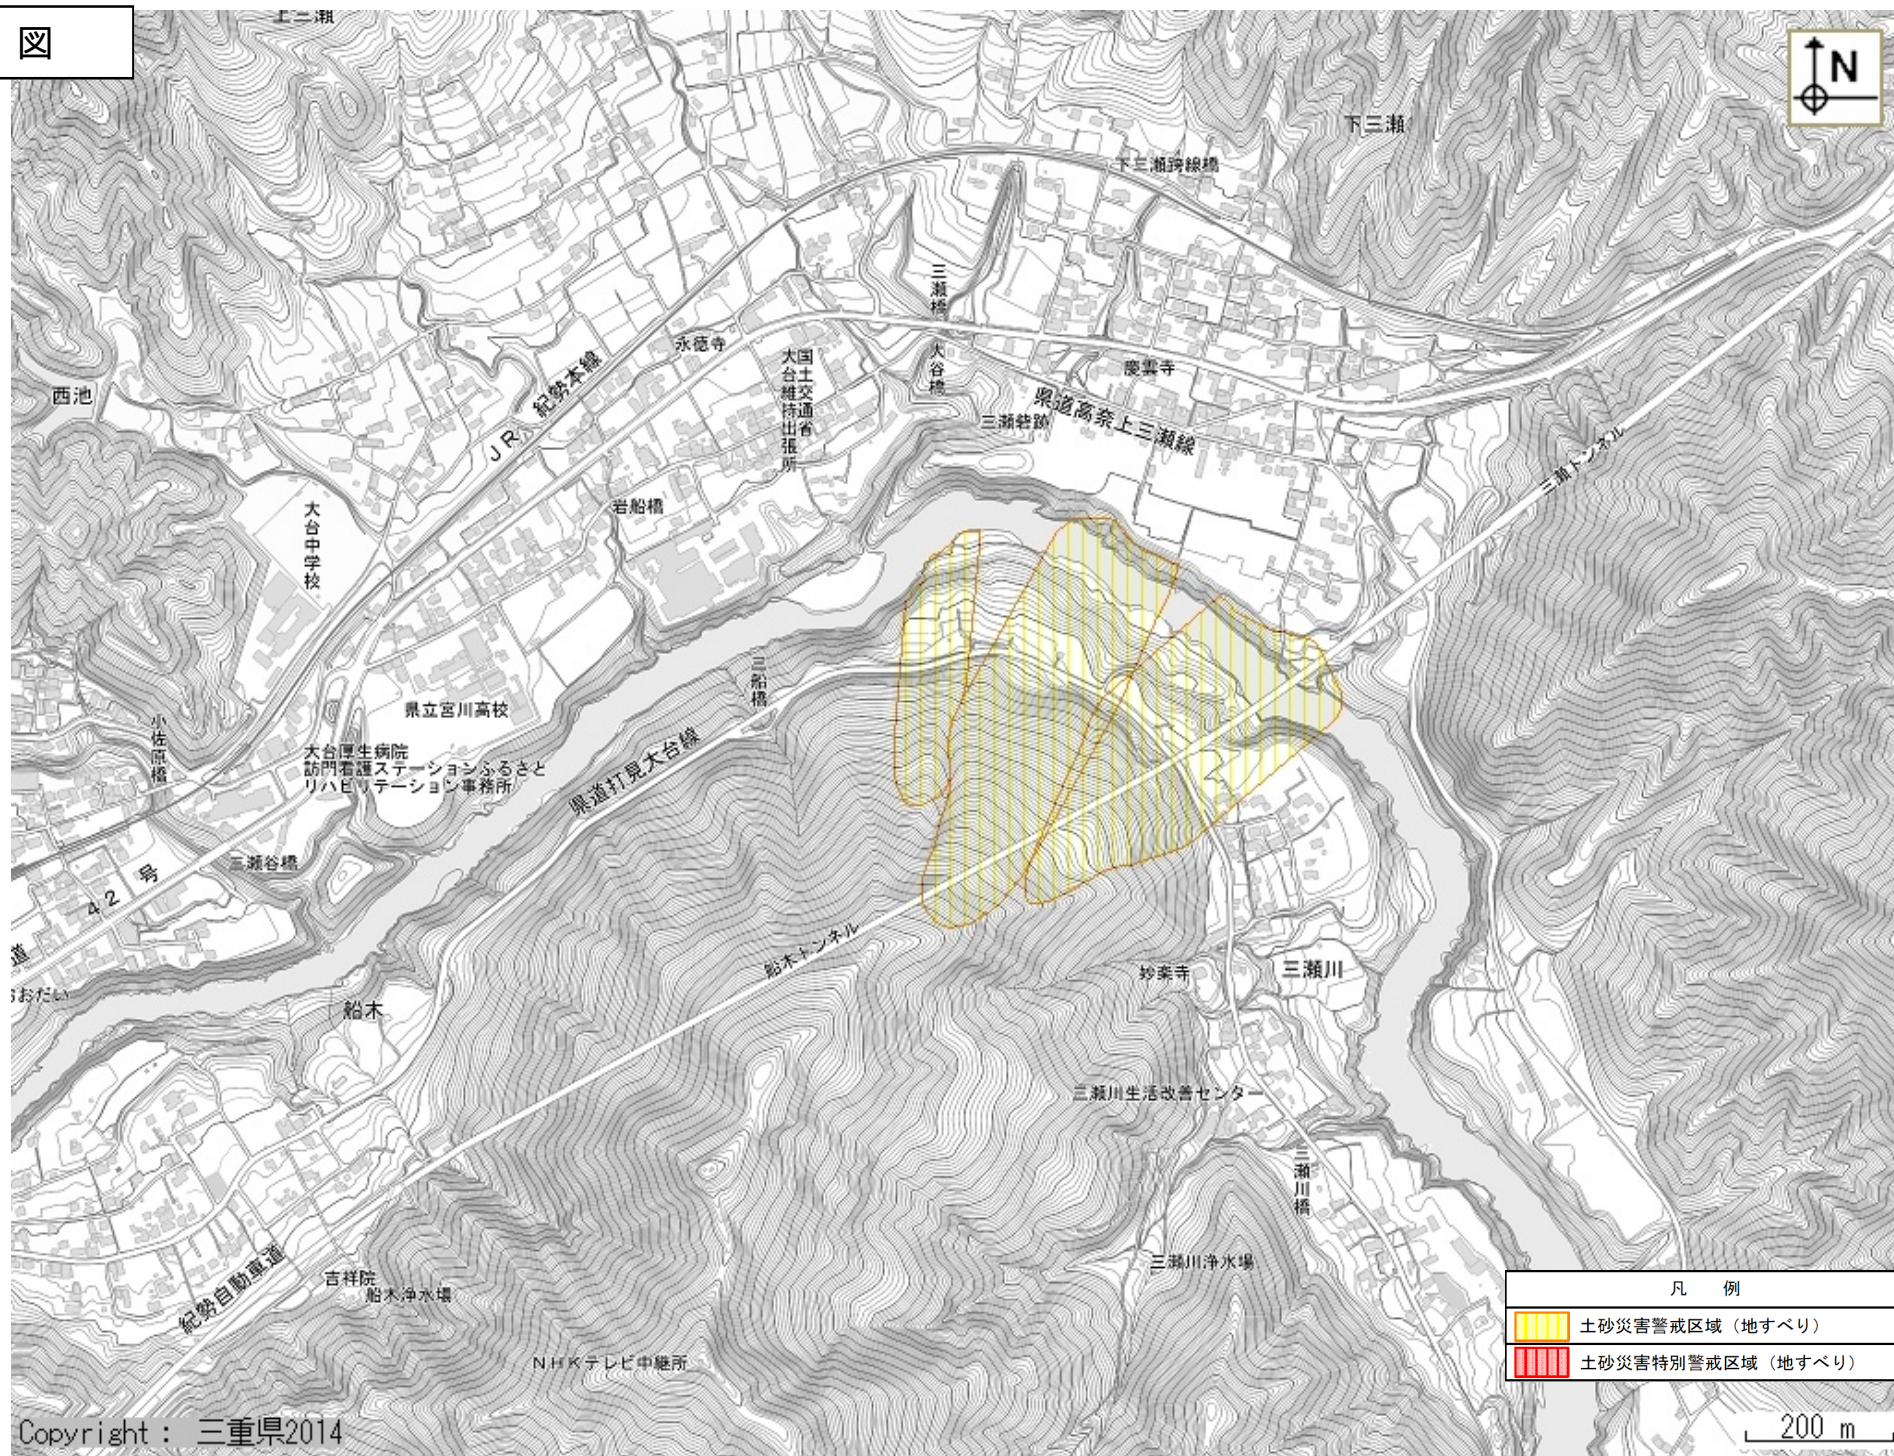 図
上三瀬
N
下三瀬
下三瀬跨線橋
三瀬橋
永徳寺
国土交通省
大台維持出張所
大谷橋
慶雲寺
西池
JR 紀勢本線
県道高奈上三瀬線
三瀬砦跡
三瀬トンネル
大台中学校
岩船橋
三船橋
県立宮川高校
小佐原橋
大台厚生病院
訪問看護ステーションふるさと
リハビリテーション事務所
県道打見大台線
三瀬谷橋
42号
道
おおだい
船木トンネル
船木
妙楽寺
三瀬川
三瀬川生活改善センター
三瀬川橋
三瀬川浄水場
紀勢自動車道
吉祥院
船木浄水場
NHKテレビ中継所
凡 例
土砂災害警戒区域（地すべり）
土砂災害特別警戒区域（地すべり）
Copyright： 三重県2014
200 m